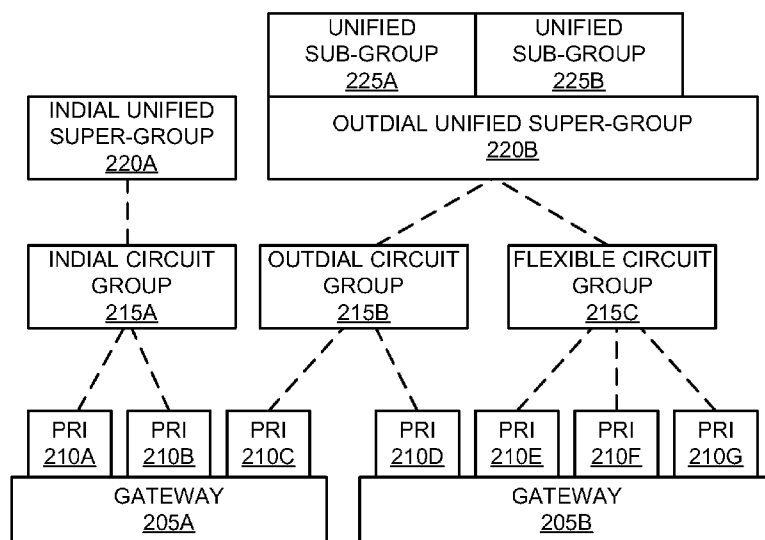 UNIFIED
SUB-GROUP
225A
UNIFIED
SUB-GROUP
225B
INDIAL UNIFIED
SUPER-GROUP
220A
OUTDIAL UNIFIED SUPER-GROUP
220B
INDIAL CIRCUIT
GROUP
215A
OUTDIAL CIRCUIT
GROUP
215B
FLEXIBLE CIRCUIT
GROUP
215C
PRI
210A
PRI
210B
PRI
210C
PRI
210D
PRI
210E
PRI
210F
PRI
210G
GATEWAY
205A
GATEWAY
205B